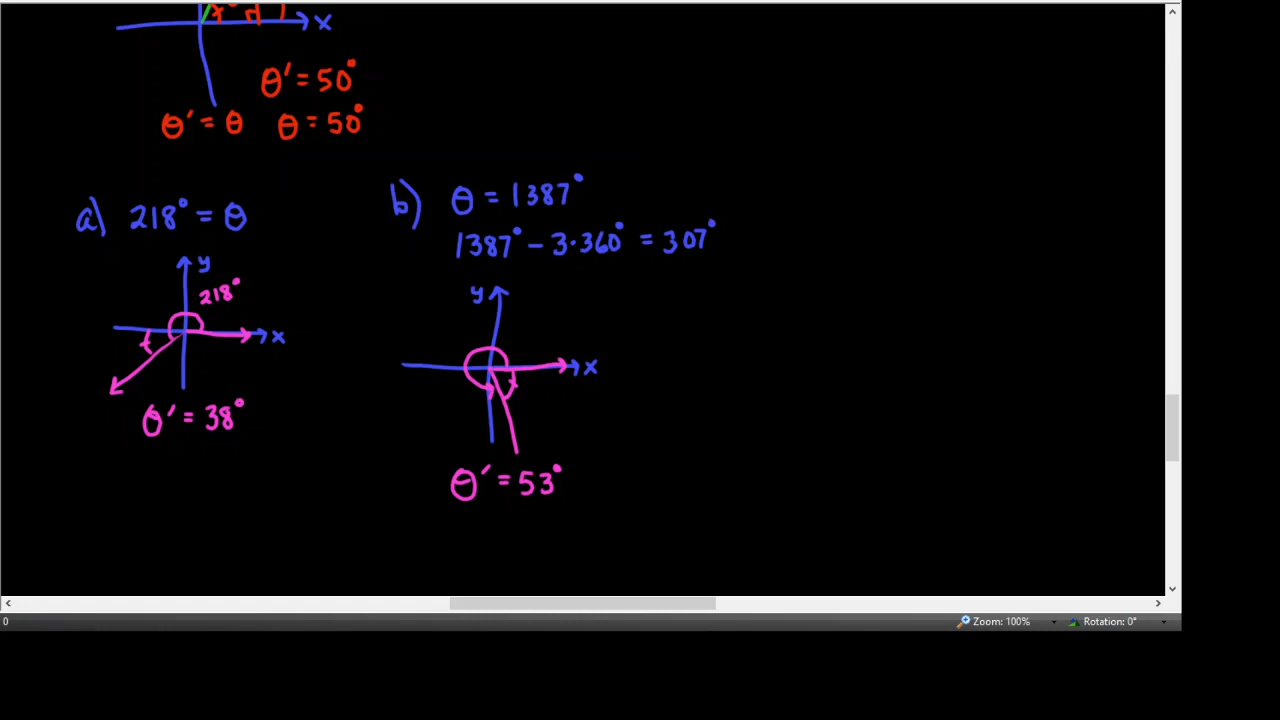 x
θ' = 50°
θ' = θ θ = 50°
a) 218° = θ
y
218°
x
θ' = 38°
b) θ = 1387°
1387° - 3·360° = 307°
y
x
θ' = 53°
0
Zoom: 100%
Rotation: 0°